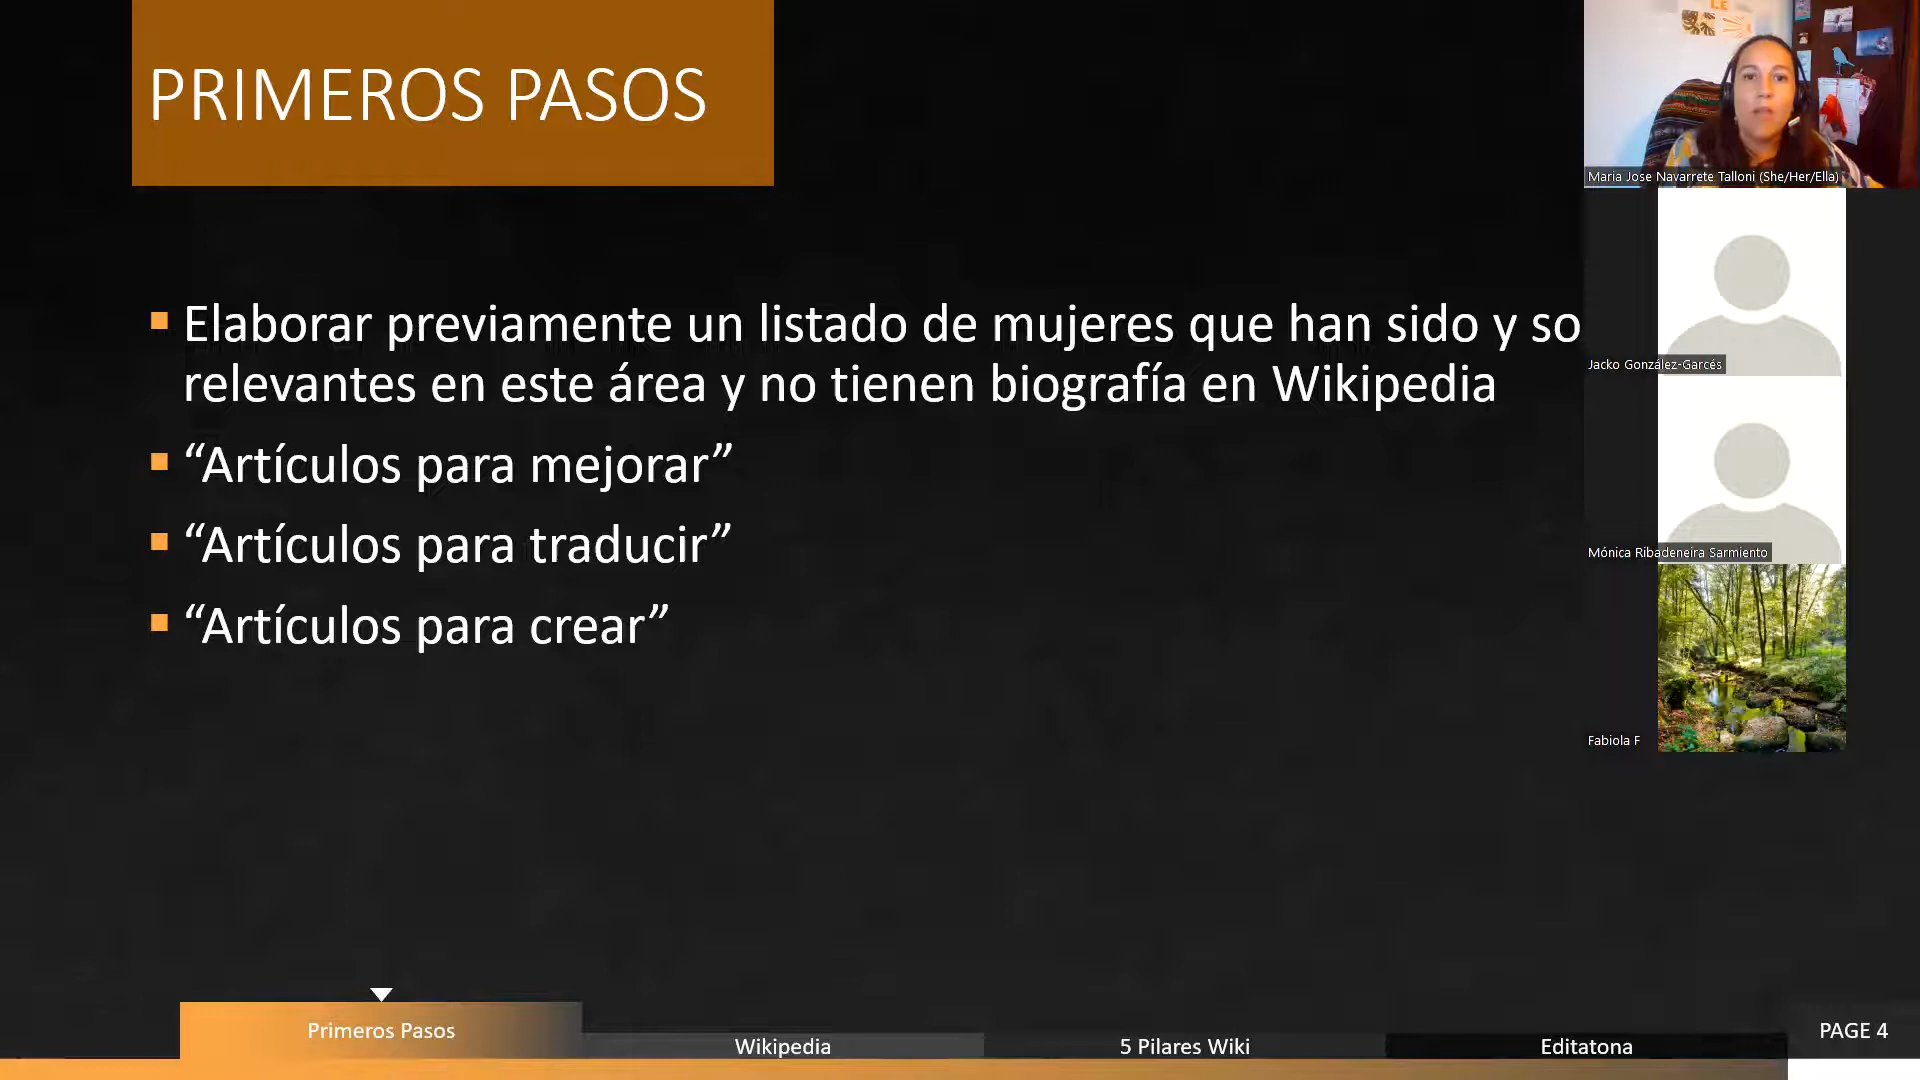 PRIMEROS PASOS
▪ Elaborar previamente un listado de mujeres que han sido y so
relevantes en este área y no tienen biografía en Wikipedia
▪ “Artículos para mejorar”
▪ “Artículos para traducir”
▪ “Artículos para crear”
LE
Maria Jose Navarrete Talloni (She/Her/Ella)
Jacko González-Garcés
Mónica Ribadeneira Sarmiento
Fabiola F
Primeros Pasos
Wikipedia
5 Pilares Wiki
Editatona
PAGE 4